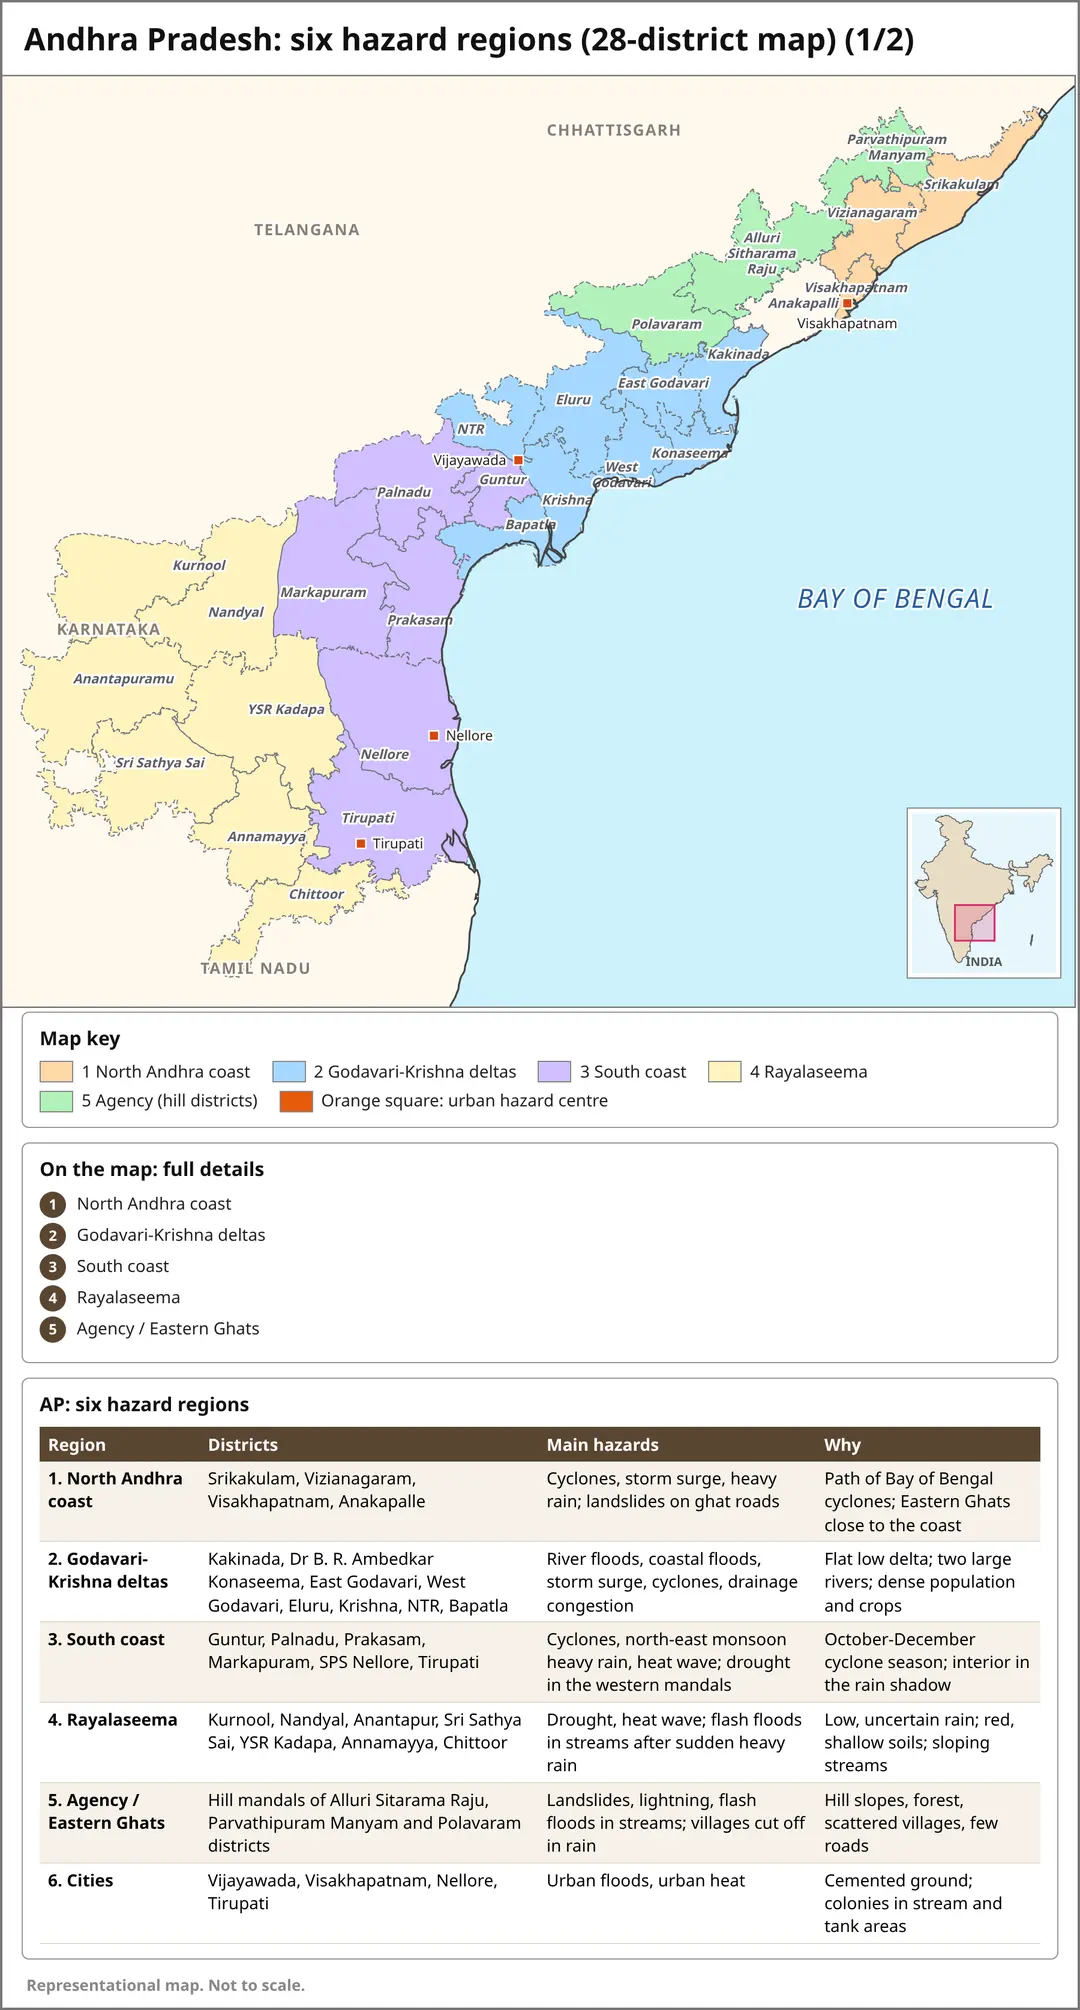 Andhra Pradesh: six hazard regions (28-district map) (1/2)
CHHATTISGARH
Parvathipuram
Manyam
Srikakulam
Vizianagaram
TELANGANA
Alluri
Sitharama
Raju
Visakhapatnam
Anakapalli
Visakhapatnam
Polavaram
Kakinada
East Godavari
Eluru
NTR
Konaseema
Vijayawada
West
Godavari
Guntur
Palnadu
Krishna
Bapatla
Kurnool
Markapuram
BAY OF BENGAL
Nandyal
Prakasam
KARNATAKA
Anantapuramu
YSR Kadapa
Nellore
Nellore
Sri Sathya Sai
Tirupati
Annamayya
Tirupati
Chittoor
TAMIL NADU
INDIA
Map key
1 North Andhra coast
2 Godavari-Krishna deltas
3 South coast
4 Rayalaseema
5 Agency (hill districts)
Orange square: urban hazard centre
On the map: full details
1 North Andhra coast
2 Godavari-Krishna deltas
3 South coast
4 Rayalaseema
5 Agency / Eastern Ghats
AP: six hazard regions
Region Districts Main hazards Why
1. North Andhra Srikakulam, Vizianagaram, Cyclones, storm surge, heavy Path of Bay of Bengal
coast Visakhapatnam, Anakapalle rain; landslides on ghat roads cyclones; Eastern Ghats
close to the coast
2. Godavari- Kakinada, Dr B. R. Ambedkar River floods, coastal floods, Flat low delta; two large
Krishna deltas Konaseema, East Godavari, West storm surge, cyclones, drainage rivers; dense population
Godavari, Eluru, Krishna, NTR, Bapatla congestion and crops
3. South coast Guntur, Palnadu, Prakasam, Cyclones, north-east monsoon October-December
Markapuram, SPS Nellore, Tirupati heavy rain, heat wave; drought cyclone season; interior in
in the western mandals the rain shadow
4. Rayalaseema Kurnool, Nandyal, Anantapur, Sri Sathya Drought, heat wave; flash floods Low, uncertain rain; red,
Sai, YSR Kadapa, Annamayya, Chittoor in streams after sudden heavy shallow soils; sloping
rain streams
5. Agency / Hill mandals of Alluri Sitarama Raju, Landslides, lightning, flash Hill slopes, forest,
Eastern Ghats Parvathipuram Manyam and Polavaram floods in streams; villages cut off scattered villages, few
districts in rain roads
6. Cities Vijayawada, Visakhapatnam, Nellore, Urban floods, urban heat Cemented ground;
Tirupati colonies in stream and
tank areas
Representational map. Not to scale.